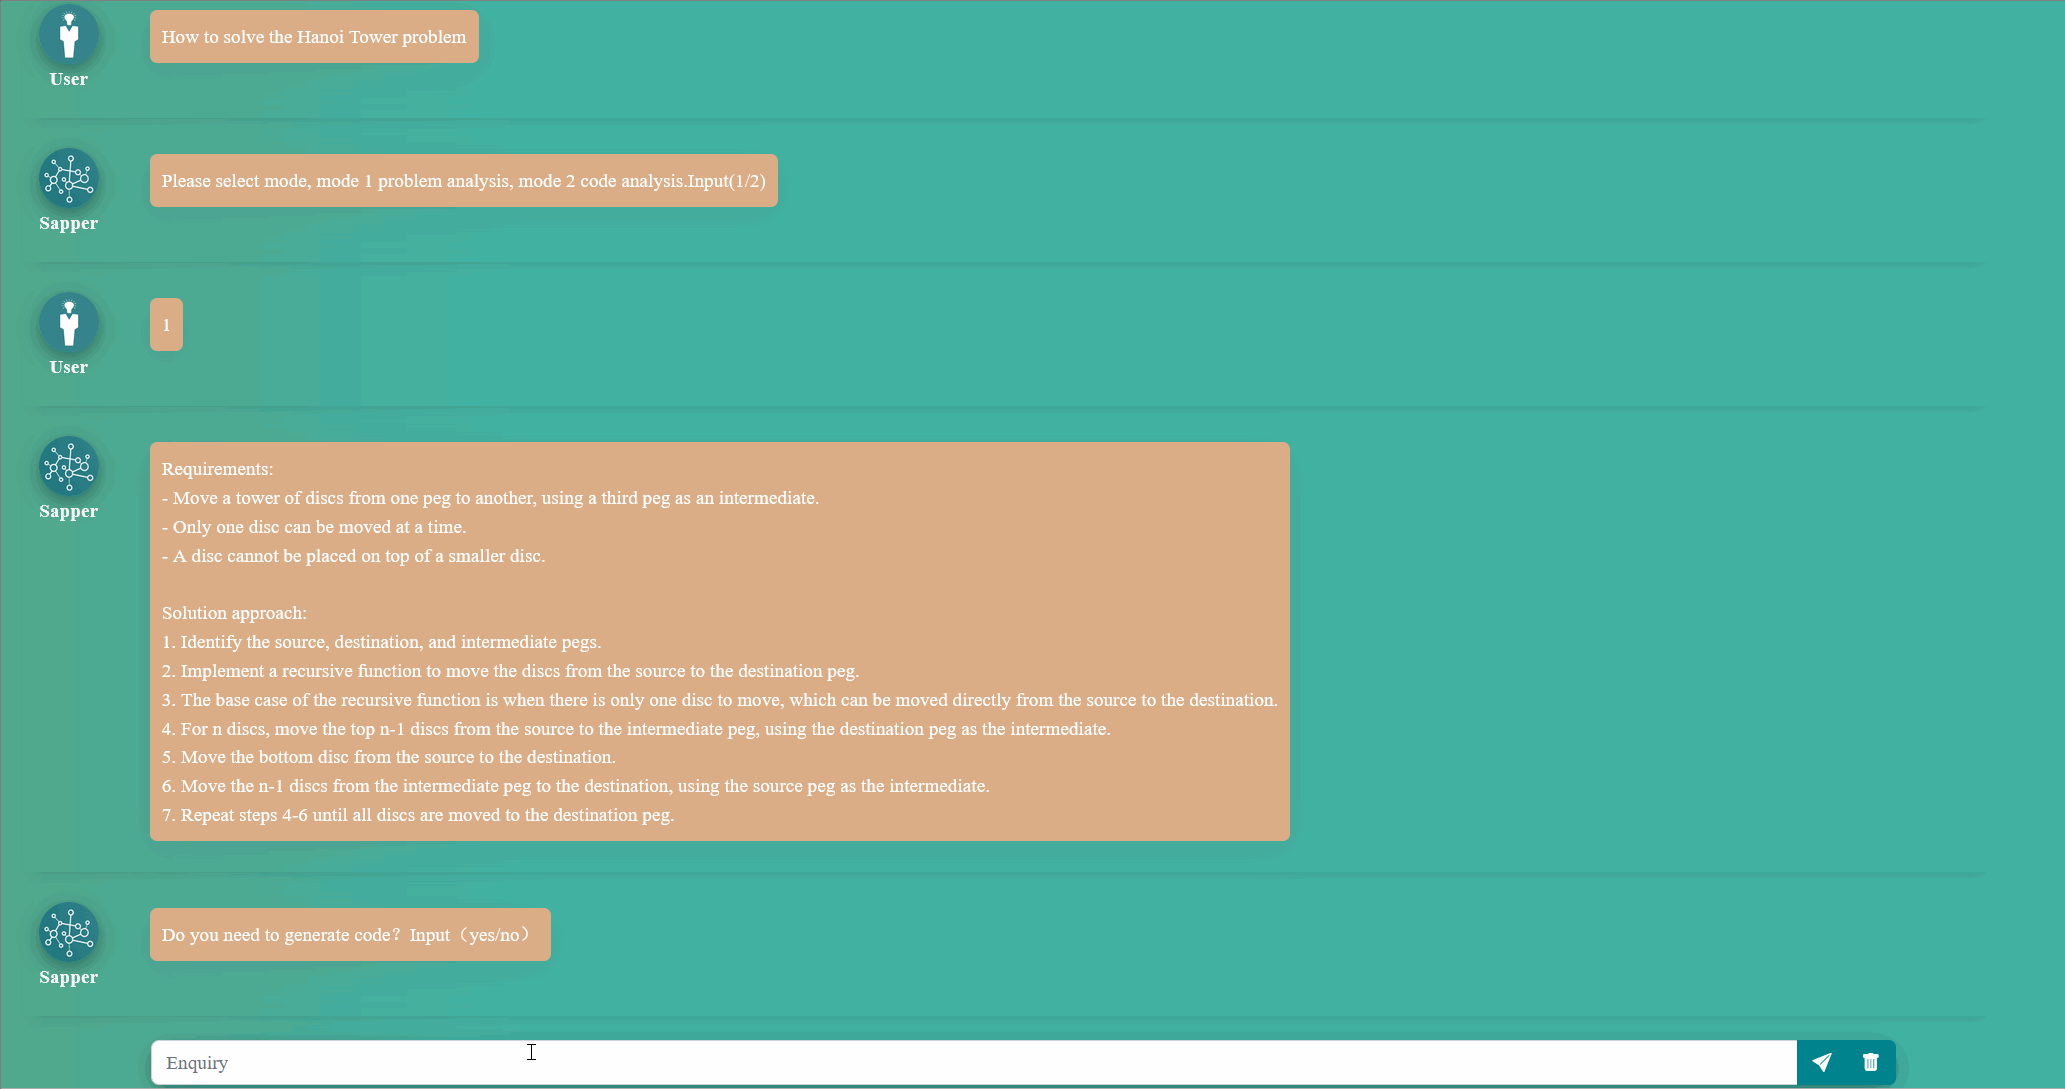 How to solve the Hanoi Tower problem
User
Please select mode, mode 1 problem analysis, mode 2 code analysis.Input(1/2)
Sapper
1
User
Requirements:
- Move a tower of discs from one peg to another, using a third peg as an intermediate.
- Only one disc can be moved at a time.
- A disc cannot be placed on top of a smaller disc.
Sapper
Solution approach:
1. Identify the source, destination, and intermediate pegs.
2. Implement a recursive function to move the discs from the source to the destination peg.
3. The base case of the recursive function is when there is only one disc to move, which can be moved directly from the source to the destination.
4. For n discs, move the top n-1 discs from the source to the intermediate peg, using the destination peg as the intermediate.
5. Move the bottom disc from the source to the destination.
6. Move the n-1 discs from the intermediate peg to the destination, using the source peg as the intermediate.
7. Repeat steps 4-6 until all discs are moved to the destination peg.
Do you need to generate code？Input（yes/no）
Sapper
Enquiry